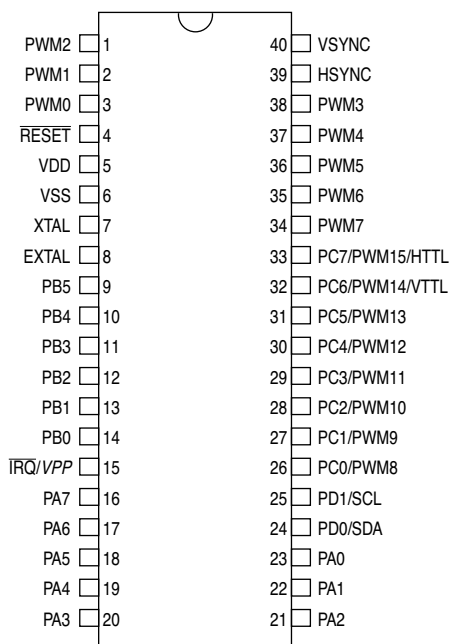 PWM2 1 40 VSYNC
PWM1 2 39 HSYNC
PWM0 3 38 PWM3
RESET 4 37 PWM4
VDD 5 36 PWM5
VSS 6 35 PWM6
XTAL 7 34 PWM7
EXTAL 8 33 PC7/PWM15/HTTL
PB5 9 32 PC6/PWM14/VTTL
PB4 10 31 PC5/PWM13
PB3 11 30 PC4/PWM12
PB2 12 29 PC3/PWM11
PB1 13 28 PC2/PWM10
PB0 14 27 PC1/PWM9
IRQ/VPP 15 26 PC0/PWM8
PA7 16 25 PD1/SCL
PA6 17 24 PD0/SDA
PA5 18 23 PA0
PA4 19 22 PA1
PA3 20 21 PA2